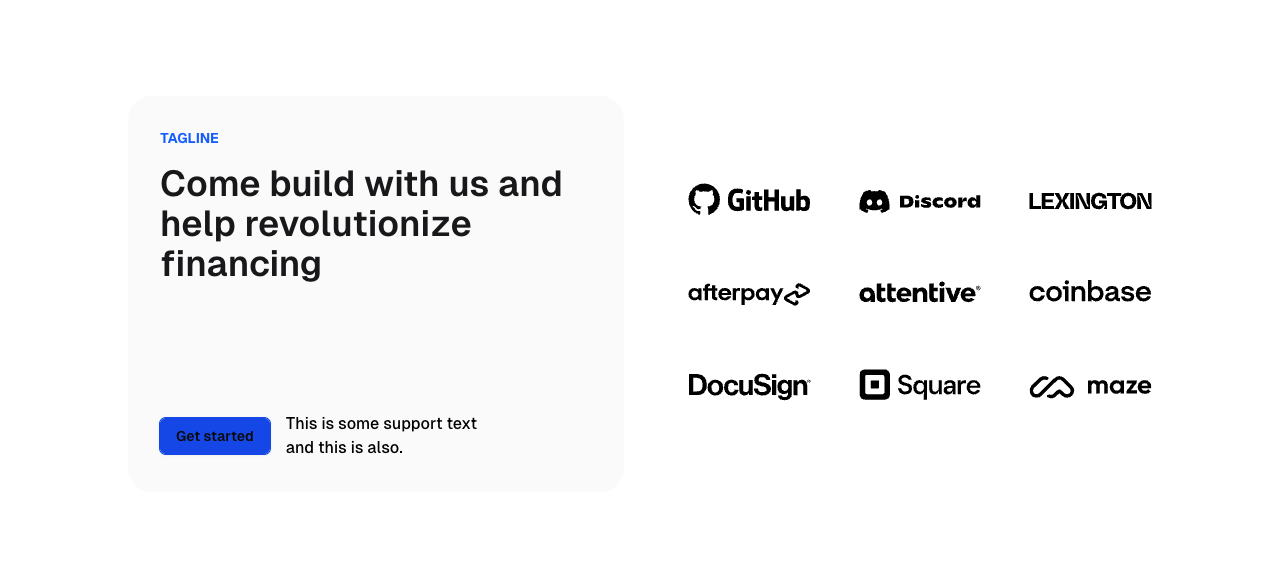 TAGLINE
Come build with us and
help revolutionize
financing
Get started
This is some support text
and this is also.
GitHub
Discord
LEXINGTON
afterpay
attentive®
coinbase
DocuSign®
Square
maze